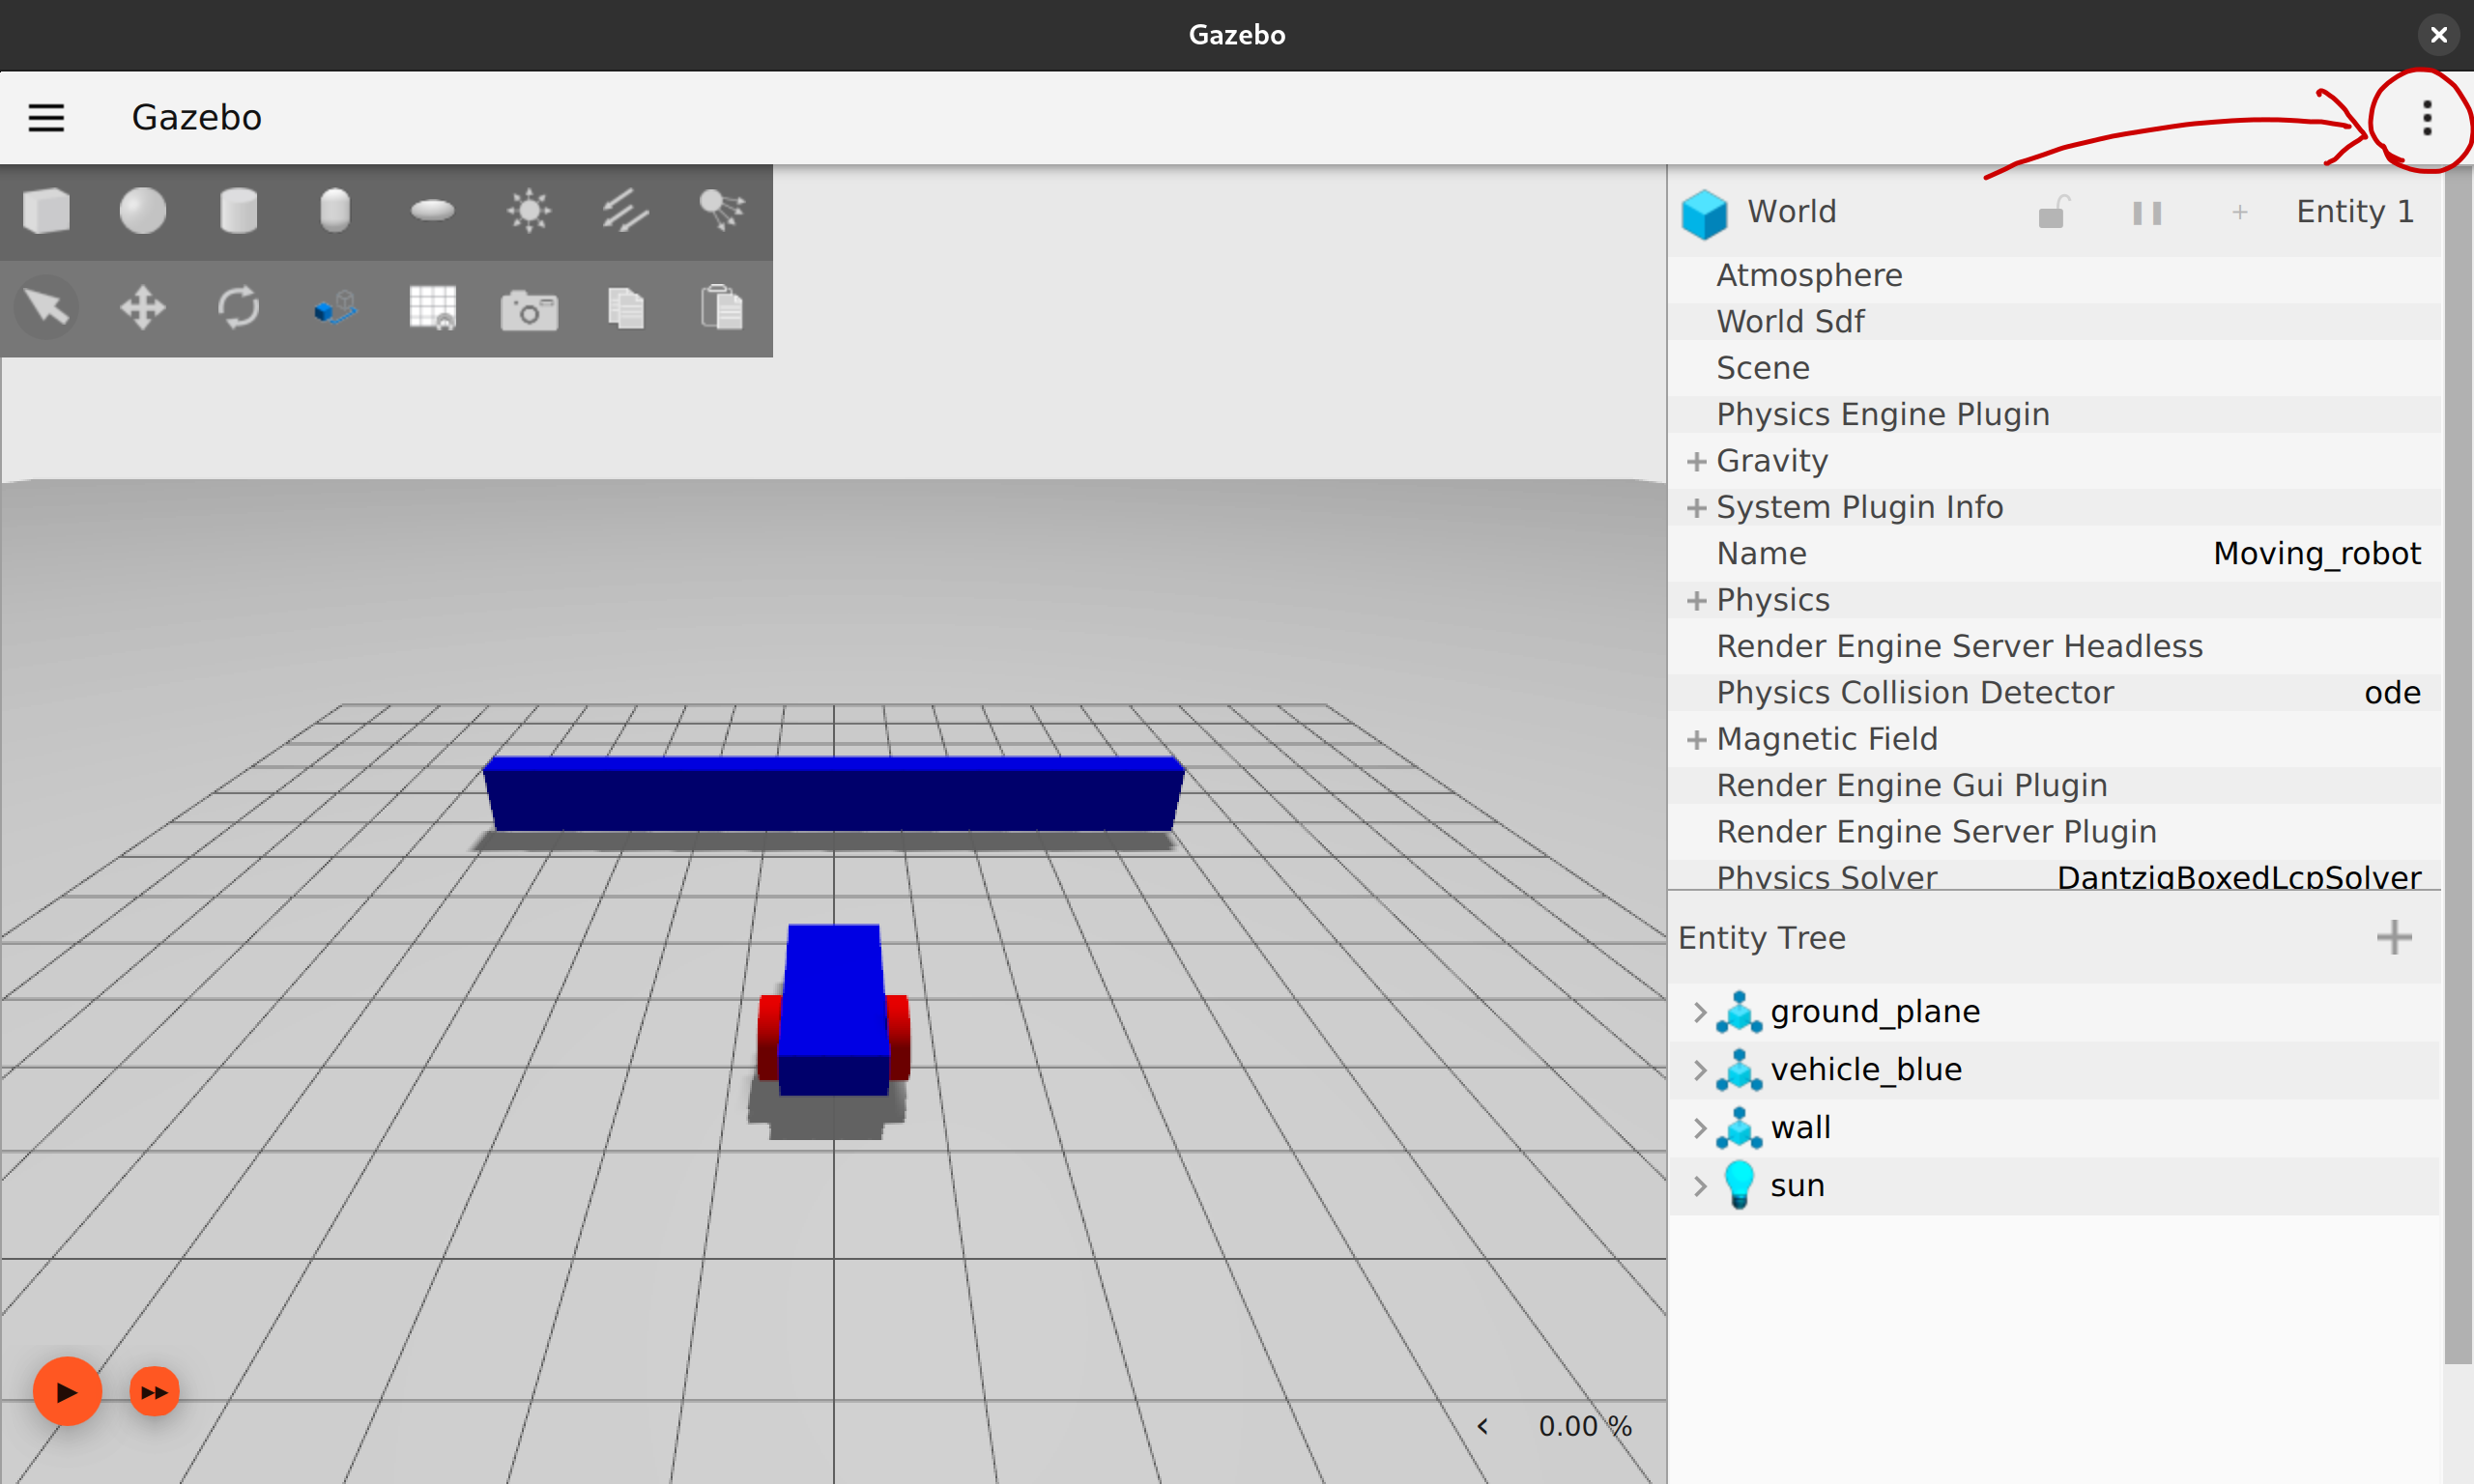 Gazebo
Gazebo
World + Entity 1
Atmosphere
World Sdf
Scene
Physics Engine Plugin
+ Gravity
+ System Plugin Info
Name Moving_robot
+ Physics
Render Engine Server Headless
Physics Collision Detector ode
+ Magnetic Field
Render Engine Gui Plugin
Render Engine Server Plugin
Physics Solver DantzigBoxedLcpSolver
Entity Tree +
ground_plane
vehicle_blue
wall
sun
0.00 %